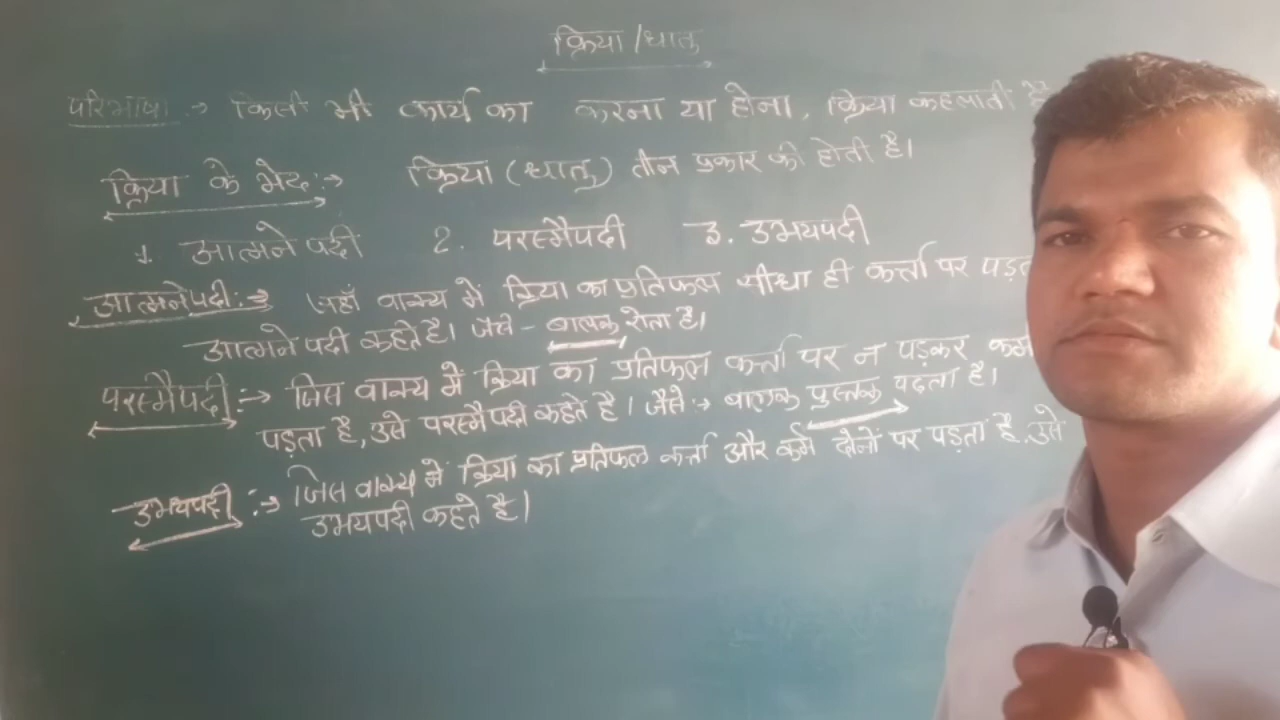 क्रिया/धातु
परिभाषा :→ किसी भी कार्य का करना या होना, क्रिया कहलाती है
क्रिया के भेद :→ क्रिया (धातु) तीन प्रकार की होती है।
1. आत्मनेपदी 2. परस्मैपदी 3. उभयपदी
आत्मनेपदी :→ जहाँ वाक्य में क्रिया का प्रतिफल सीधा ही कर्त्ता पर
आत्मनेपदी कहते है। जैसे - बालक रोता है।
परस्मैपदी :→ जिस वाक्य में क्रिया का प्रतिफल कर्त्ता पर न पड़कर
पड़ता है, उसे परस्मैपदी कहते है। जैसे :→ बालक पुस्तक पढ़ता है।
उभयपदी :→ जिस वाक्य में क्रिया का प्रतिफल कर्त्ता और कर्म दोनों पर पड़ता है, उसे
उभयपदी कहते है।